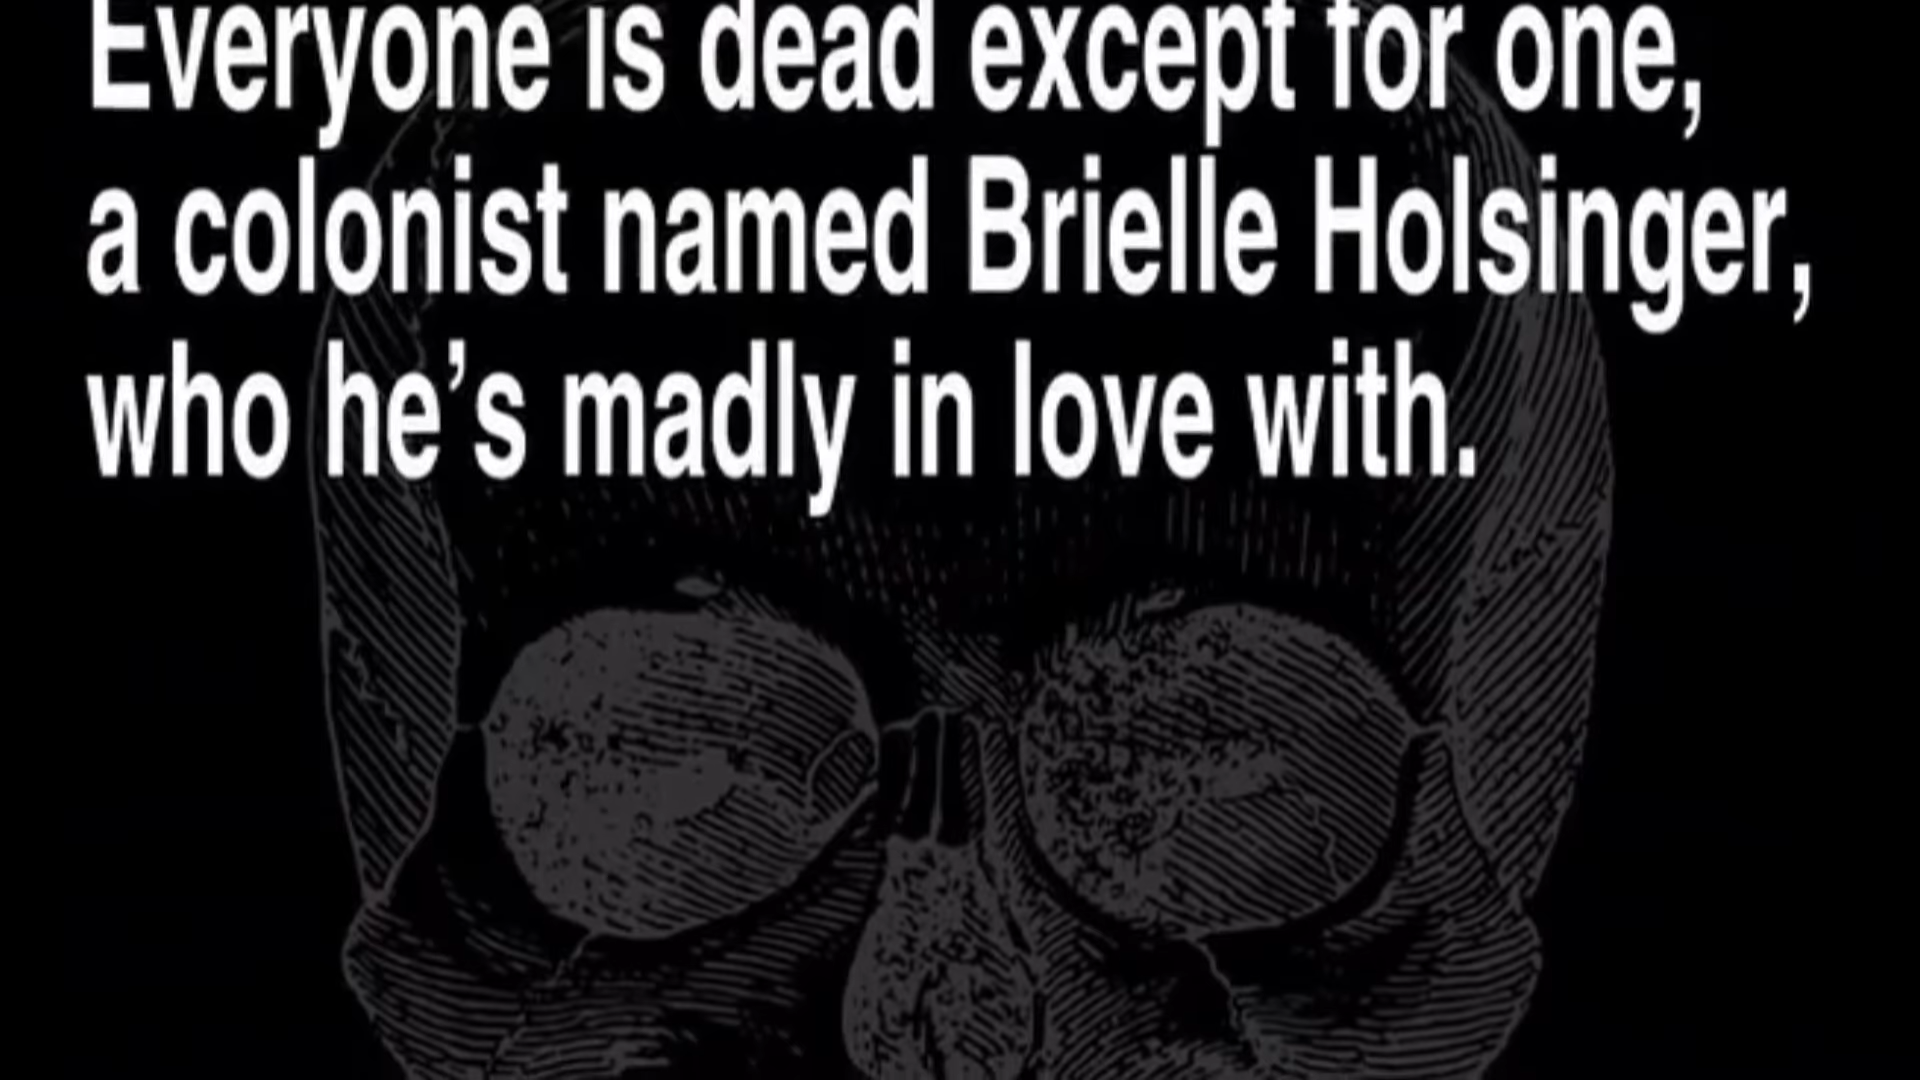 Everyone is dead except for one,
a colonist named Brielle Holsinger,
who he’s madly in love with.